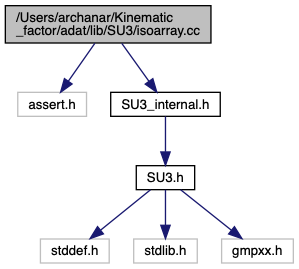 /Users/archanar/Kinematic
_factor/adat/lib/SU3/isoarray.cc
assert.h
SU3_internal.h
SU3.h
stddef.h
stdlib.h
gmpxx.h